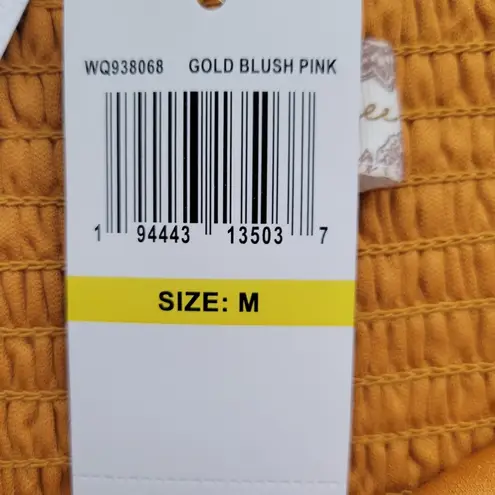 WQ938068 GOLD BLUSH PINK
1 94443 13503 7
SIZE: M